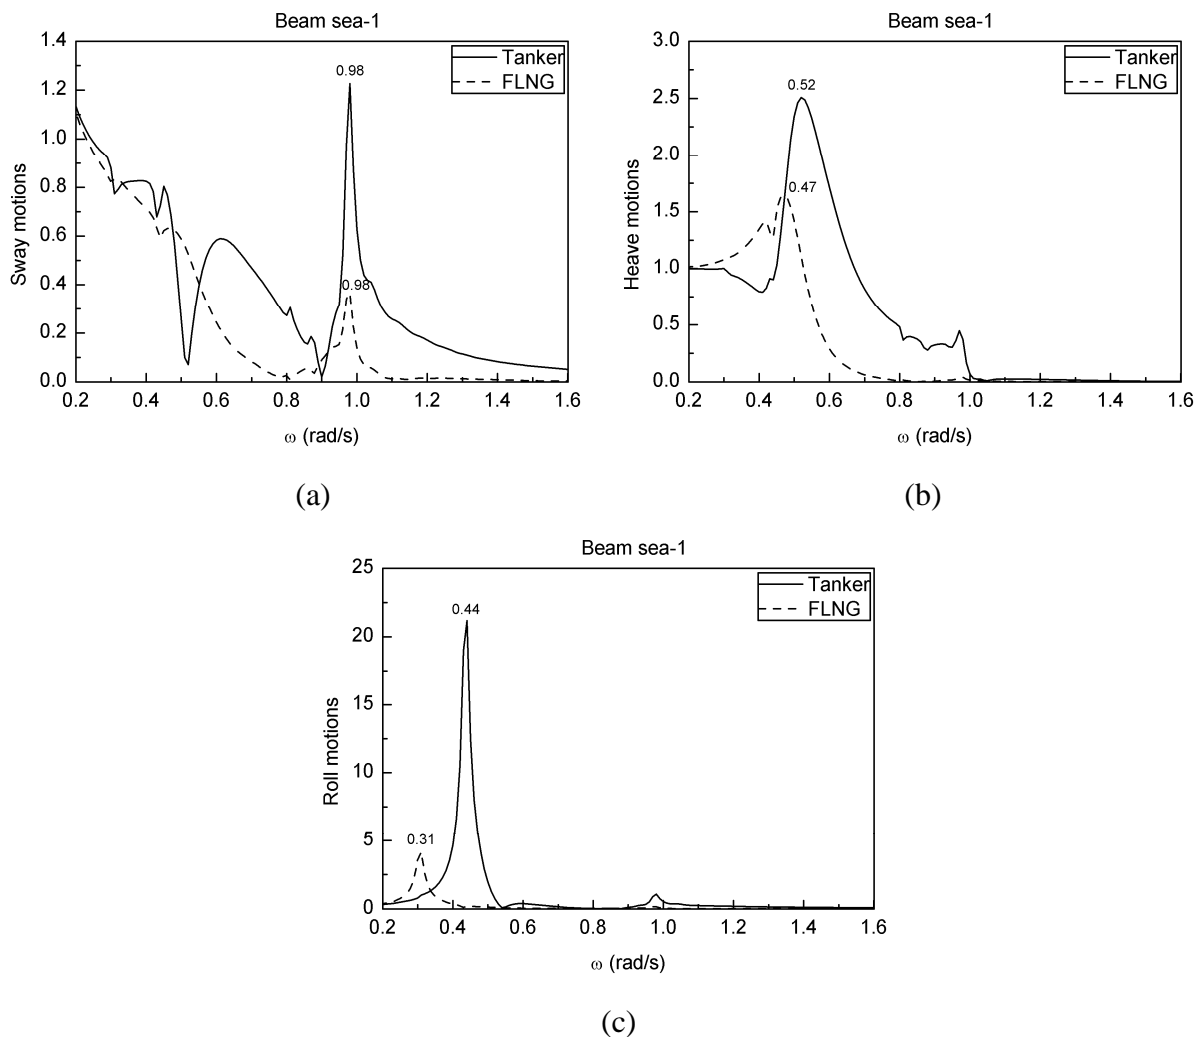 Beam sea-1
1.4
1.2
1.0
0.8
0.6
0.4
0.2
0.0
Sway motions
0.98
0.98
Tanker
FLNG
0.2 0.4 0.6 0.8 1.0 1.2 1.4 1.6
ω (rad/s)
(a)
Beam sea-1
3.0
2.5
2.0
1.5
1.0
0.5
0.0
Heave motions
0.52
0.47
Tanker
FLNG
0.2 0.4 0.6 0.8 1.0 1.2 1.4 1.6
ω (rad/s)
(b)
Beam sea-1
25
20
15
10
5
0
Roll motions
0.44
0.31
Tanker
FLNG
0.2 0.4 0.6 0.8 1.0 1.2 1.4 1.6
ω (rad/s)
(c)